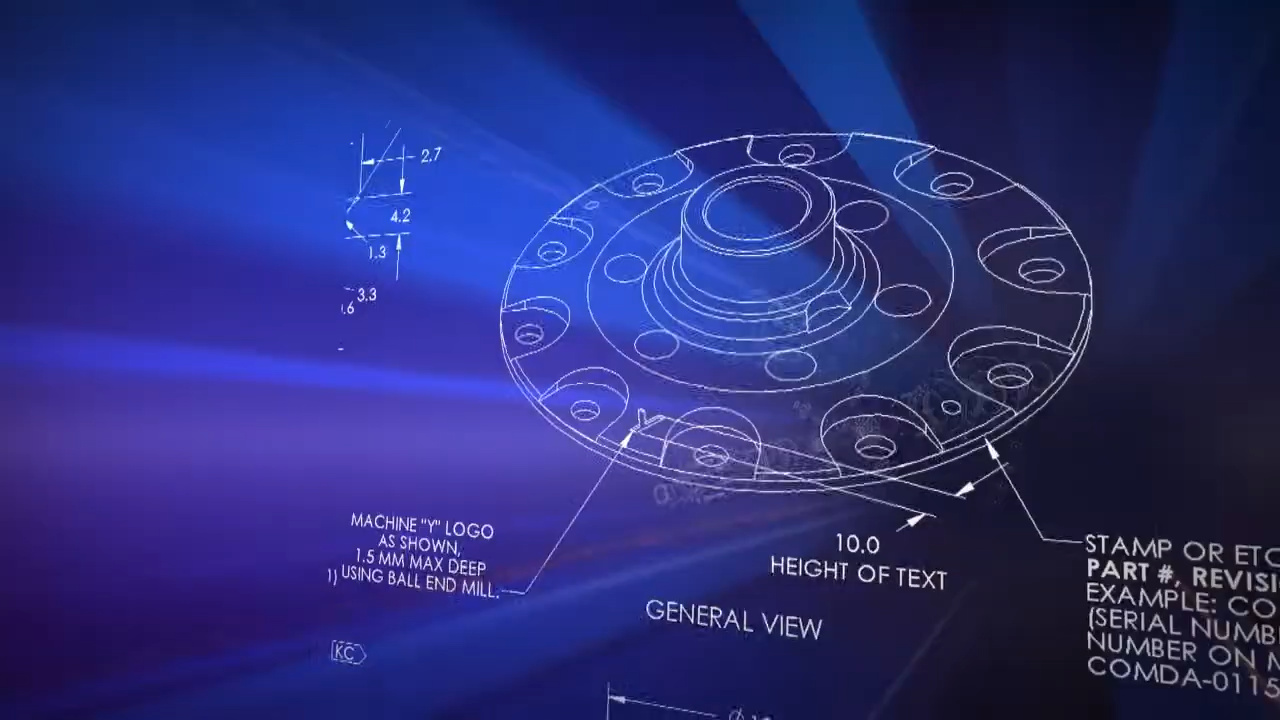 2.7
4.2
1.3
3.3
.6
Y
MACHINE "Y" LOGO
AS SHOWN,
1.5 MM MAX DEEP
1) USING BALL END MILL.
KC
10.0
HEIGHT OF TEXT
GENERAL VIEW
STAMP OR ETC
PART #, REVISI
EXAMPLE: CO
(SERIAL NUMB
NUMBER ON M
COMDA-0115